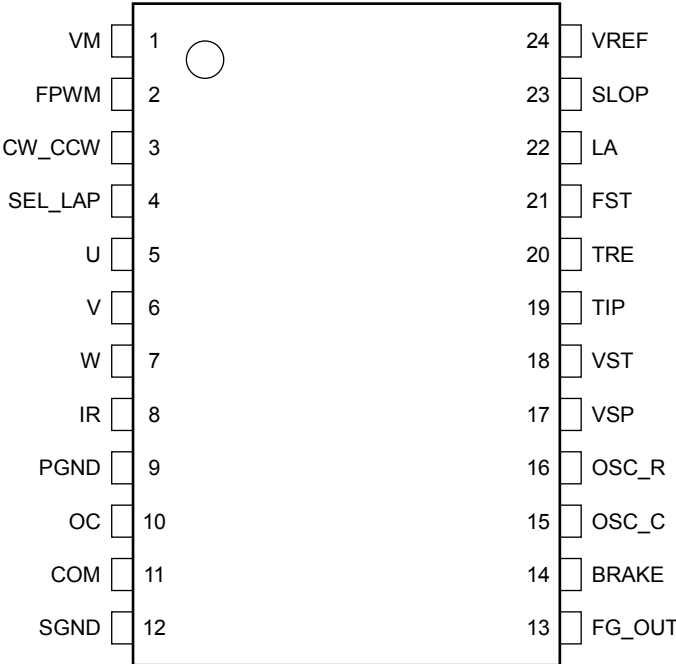 VM 1 24 VREF
FPWM 2 23 SLOP
CW_CCW 3 22 LA
SEL_LAP 4 21 FST
U 5 20 TRE
V 6 19 TIP
W 7 18 VST
IR 8 17 VSP
PGND 9 16 OSC_R
OC 10 15 OSC_C
COM 11 14 BRAKE
SGND 12 13 FG_OUT